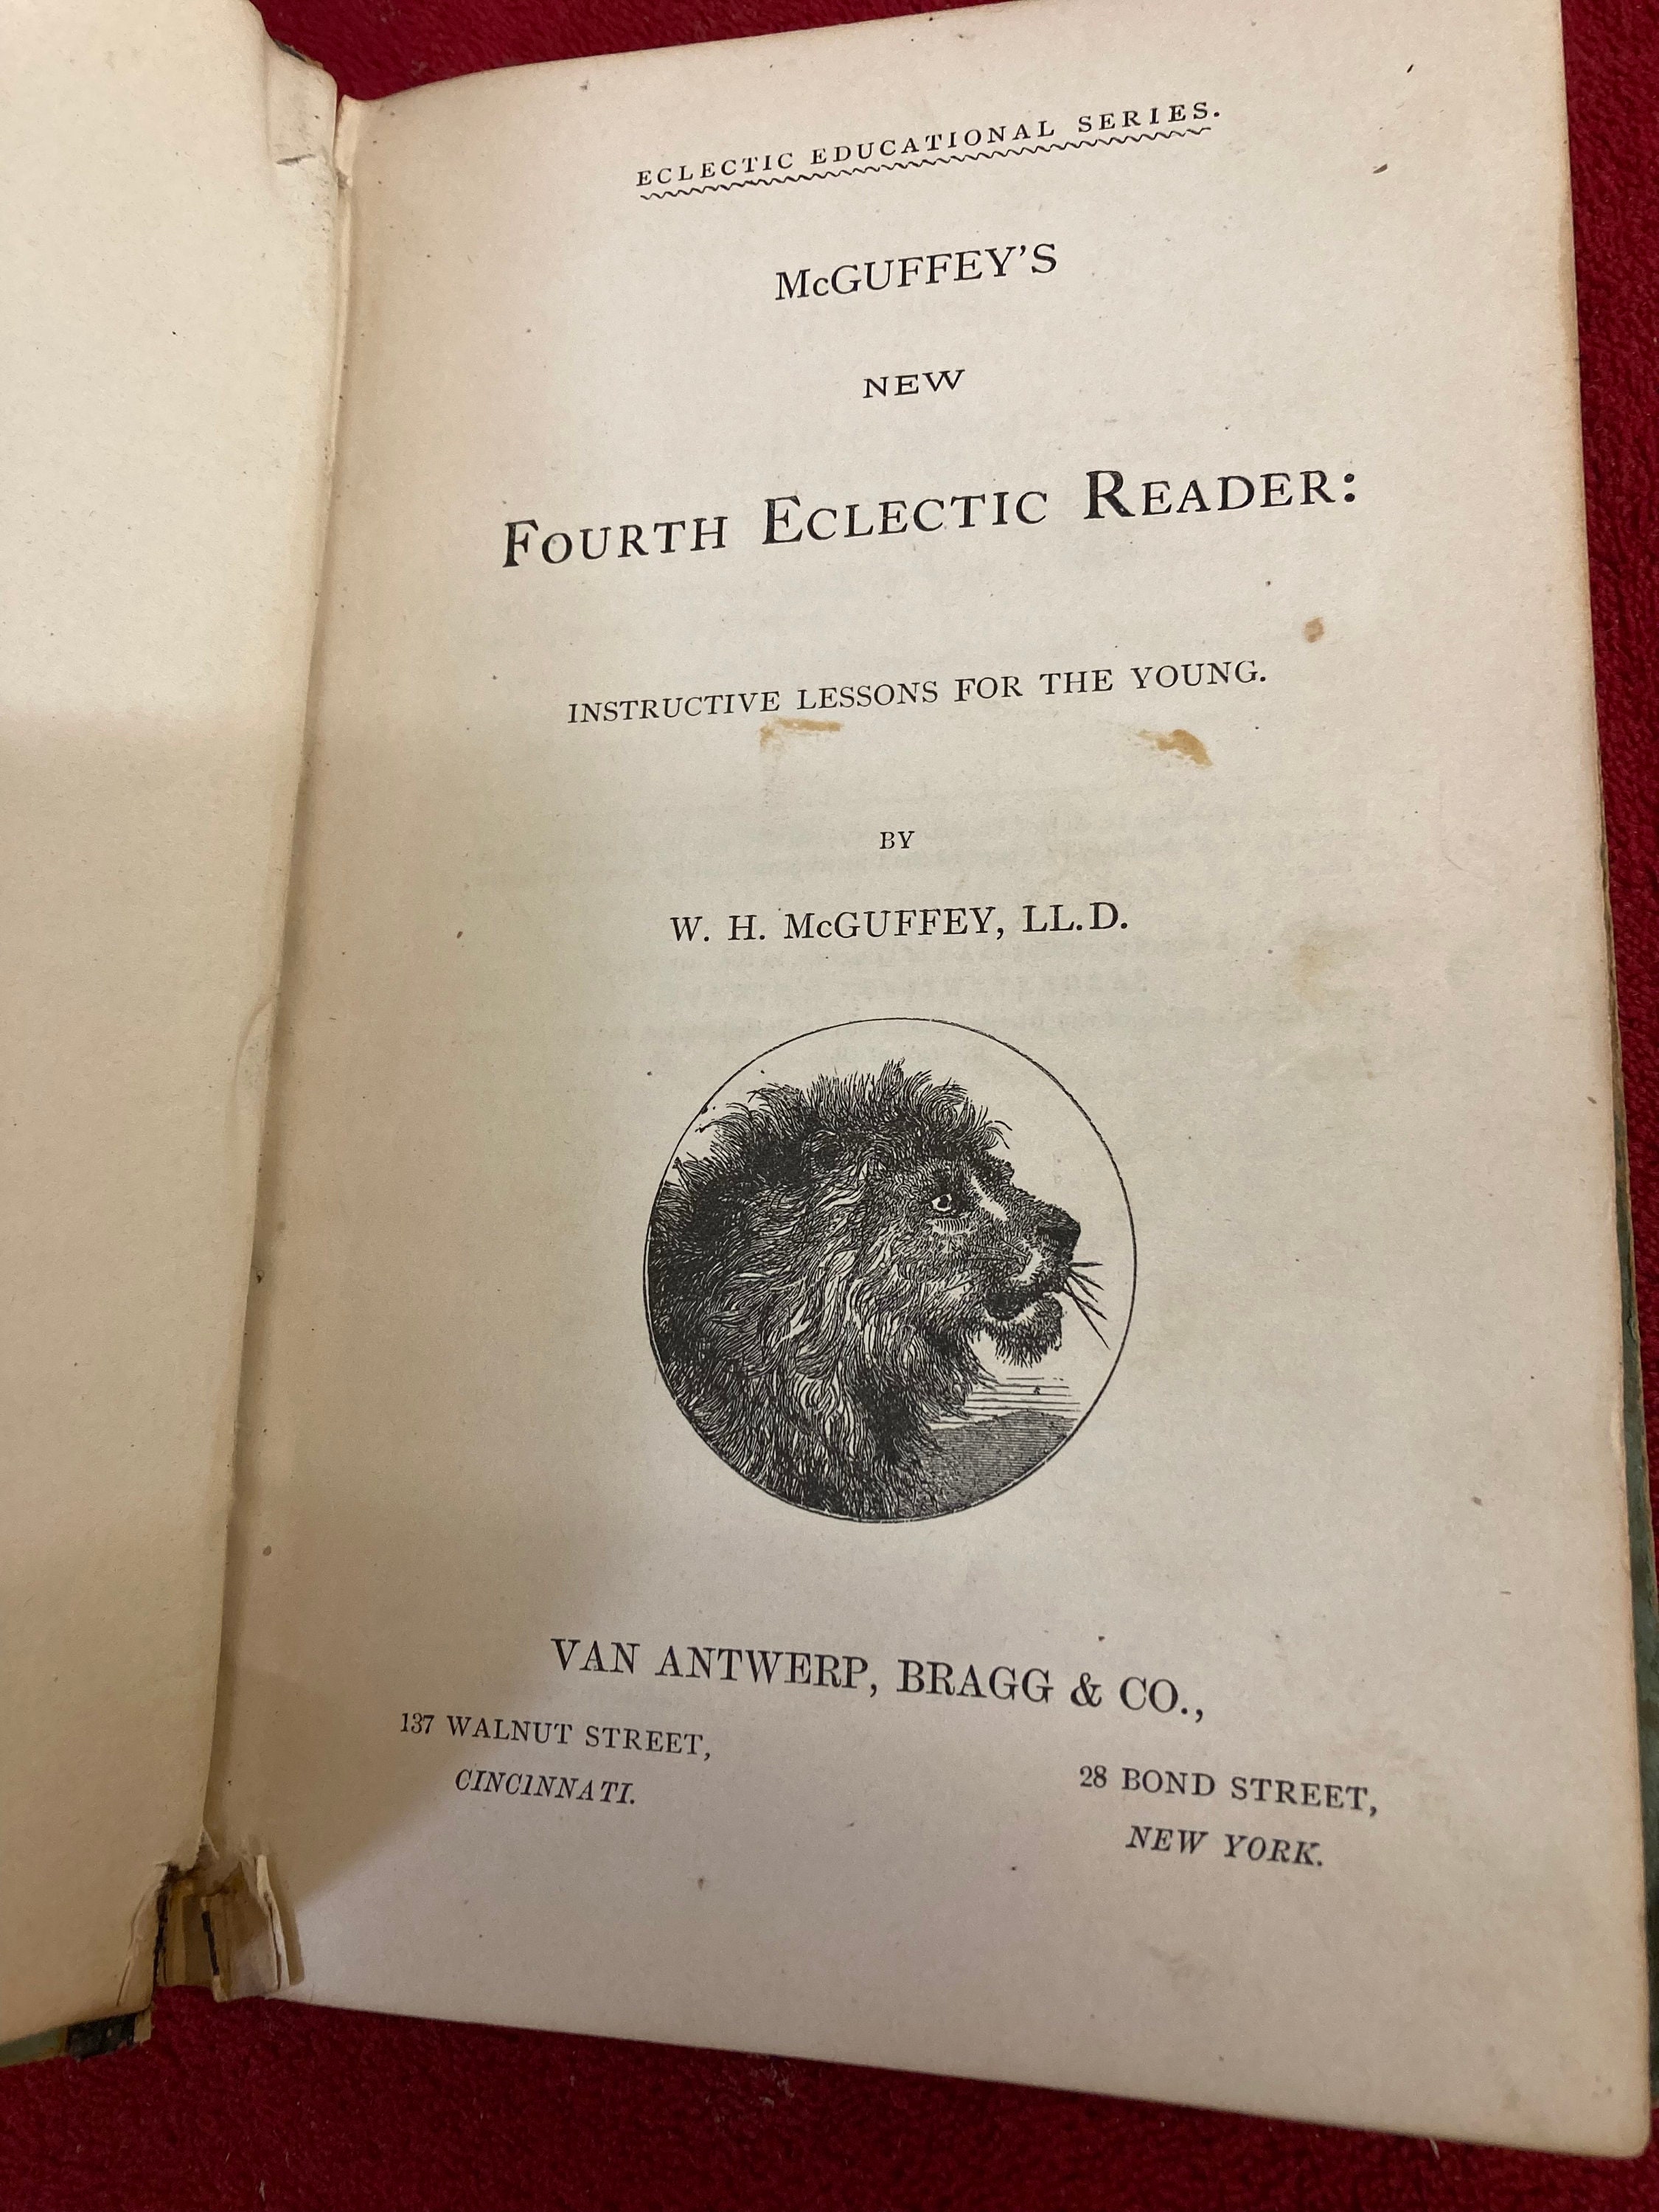 ECLECTIC EDUCATIONAL SERIES.
McGUFFEY'S
NEW
FOURTH ECLECTIC READER:
INSTRUCTIVE LESSONS FOR THE YOUNG.
BY
W. H. McGUFFEY, LL.D.
VAN ANTWERP, BRAGG & CO.,
137 WALNUT STREET,
CINCINNATI.
28 BOND STREET,
NEW YORK.